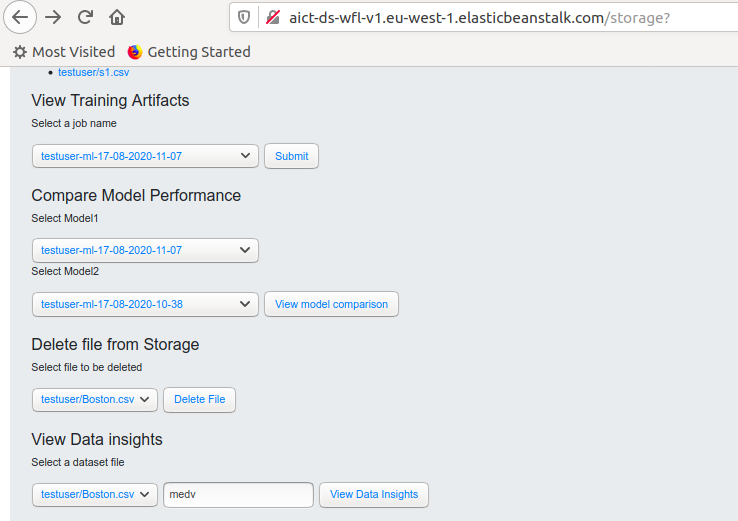 aict-ds-wfl-v1.eu-west-1.elasticbeanstalk.com/storage?
Most Visited Getting Started
testuser/s1.csv
View Training Artifacts
Select a job name
testuser-ml-17-08-2020-11-07 Submit
Compare Model Performance
Select Model1
testuser-ml-17-08-2020-11-07
Select Model2
testuser-ml-17-08-2020-10-38 View model comparison
Delete file from Storage
Select file to be deleted
testuser/Boston.csv Delete File
View Data insights
Select a dataset file
testuser/Boston.csv medv View Data Insights